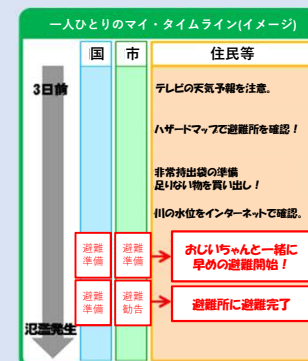 一人ひとりのマイ・タイムライン(イメージ)
国 市 住民等
3日前
テレビの天気予報を注意。
ハザードマップで避難所を確認！
非常持出袋の準備
足りない物を買い出し！
川の水位をインターネットで確認。
避難
準備
避難
準備
おじいちゃんと一緒に
早めの避難開始！
避難
準備
避難
勧告
避難所に避難完了
氾濫発生